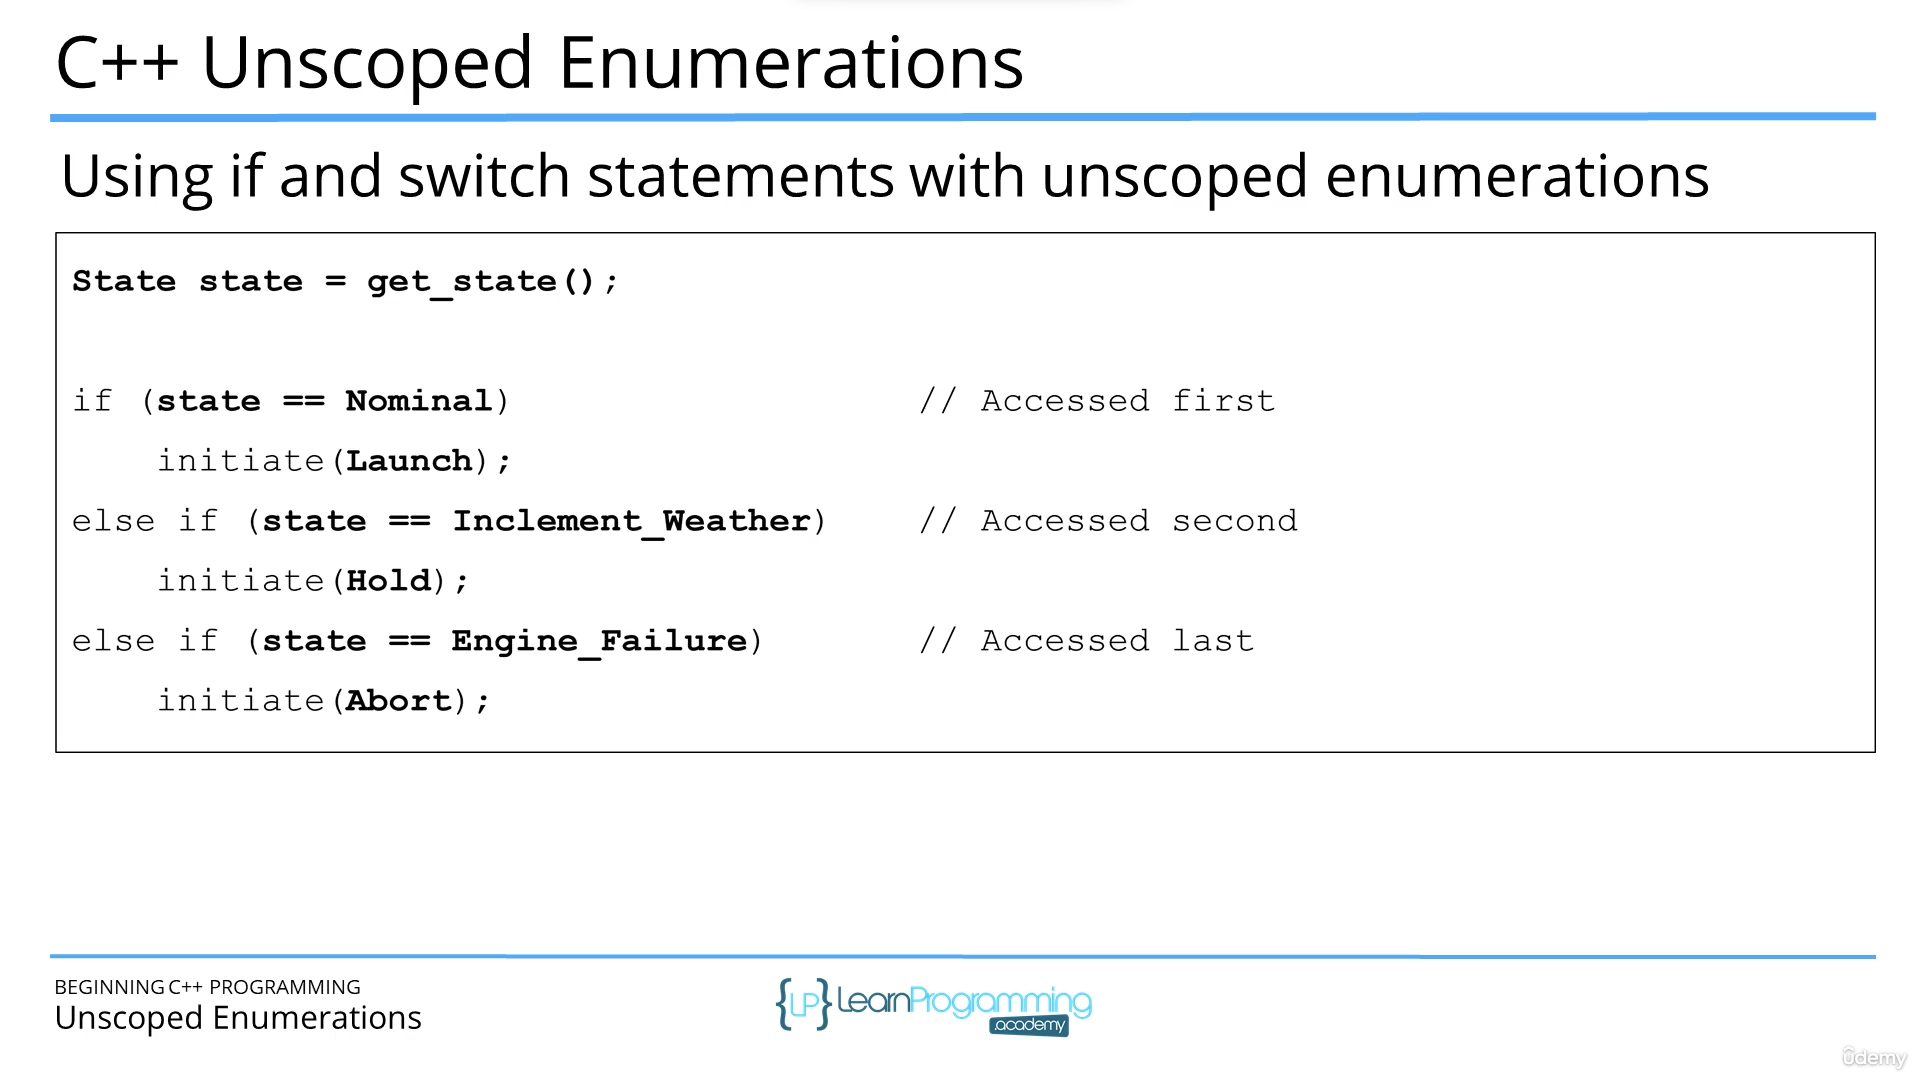 C++ Unscoped Enumerations
Using if and switch statements with unscoped enumerations
State state = get_state();
if (state == Nominal) // Accessed first
initiate(Launch);
else if (state == Inclement_Weather) // Accessed second
initiate(Hold);
else if (state == Engine_Failure) // Accessed last
initiate(Abort);
BEGINNING C++ PROGRAMMING
Unscoped Enumerations
{LP} LearnProgramming
.academy
ûdemy